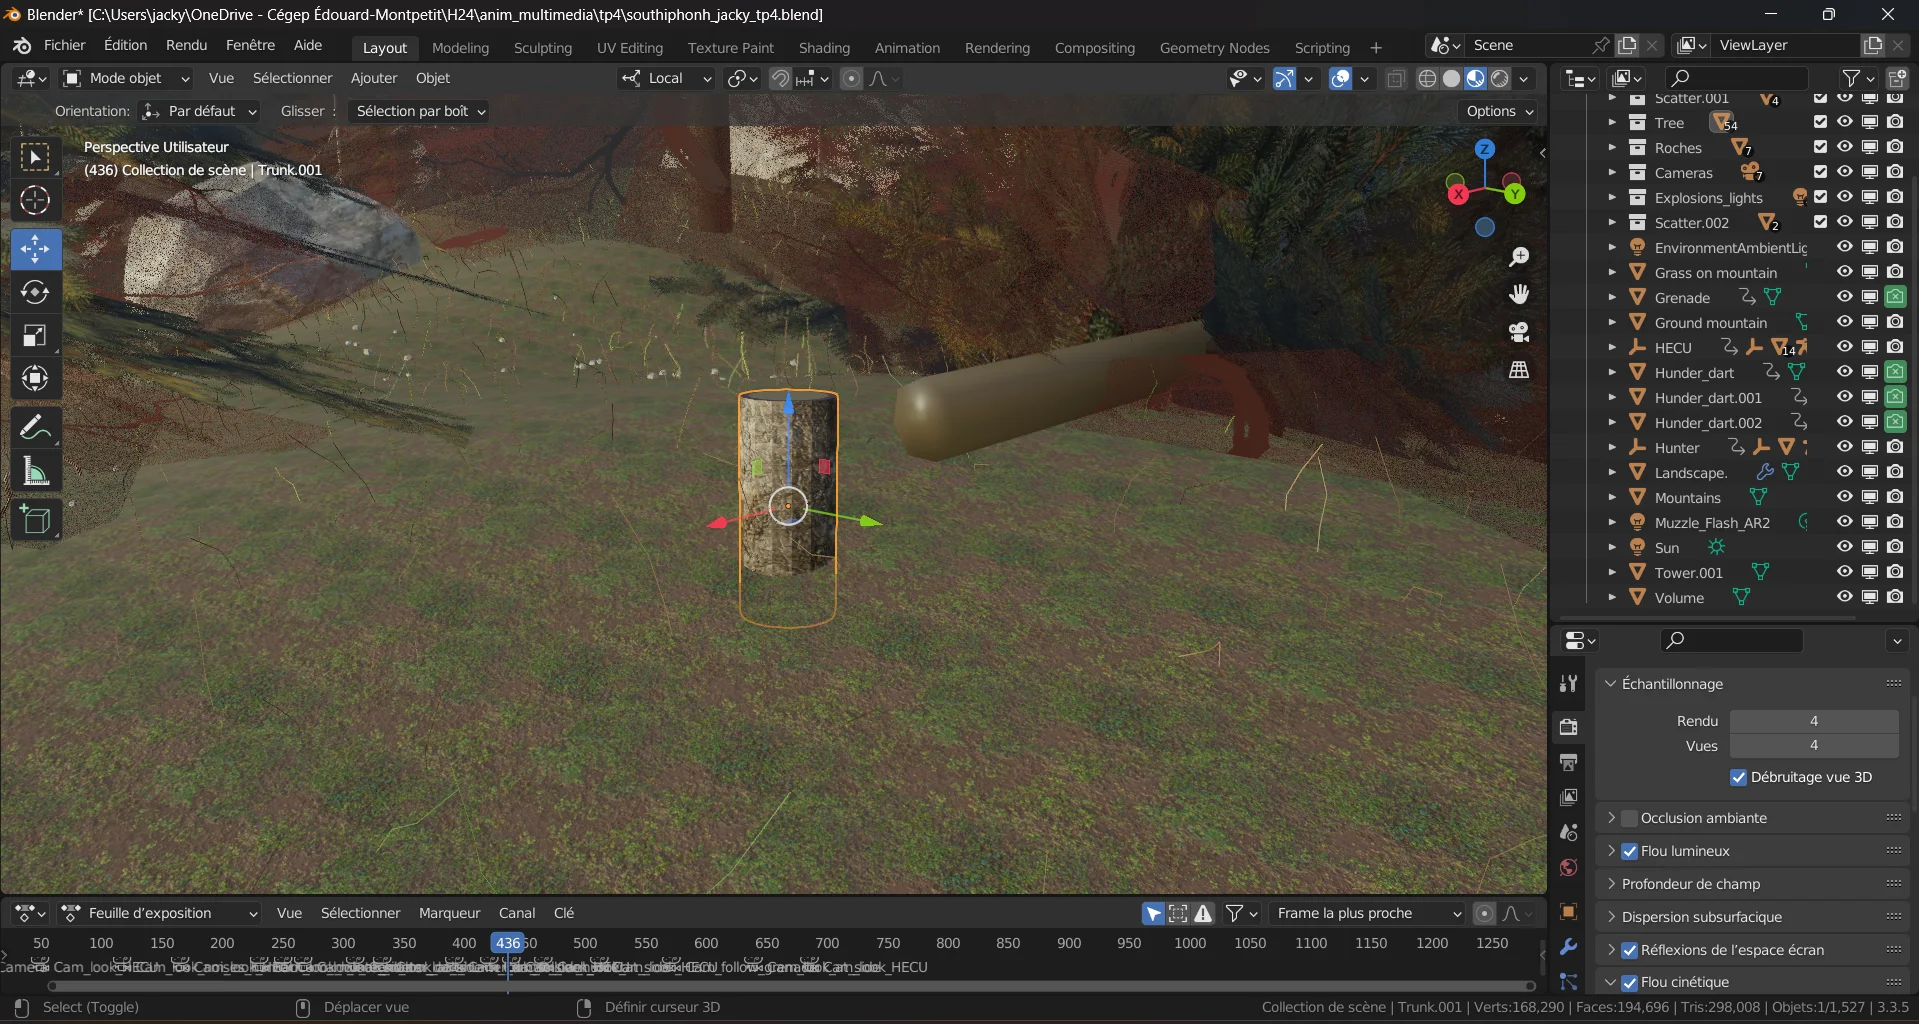 Blender* [C:\Users\jacky\OneDrive - Cégep Édouard-Montpetit\H24\anim_multimedia\tp4\southiphonh_jacky_tp4.blend]
Fichier Édition Rendu Fenêtre Aide Layout Modeling Sculpting UV Editing Texture Paint Shading Animation Rendering Compositing Geometry Nodes Scripting + Scene ViewLayer
Mode objet Vue Sélectionner Ajouter Objet Local
Orientation: Par défaut Glisser : Sélection par boît Options
Perspective Utilisateur
(436) Collection de scène | Trunk.001
Z
X
Y
Scatter.001 4
Tree 54
Roches 7
Cameras 7
Explosions_lights
Scatter.002 2
EnvironmentAmbientLig
Grass on mountain
Grenade
Ground mountain
HECU 14
Hunder_dart
Hunder_dart.001
Hunder_dart.002
Hunter
Landscape.
Mountains
Muzzle_Flash_AR2
Sun
Tower.001
Volume
Échantillonnage
Rendu 4
Vues 4
Débruitage vue 3D
Occlusion ambiante
Flou lumineux
Profondeur de champ
Dispersion subsurfacique
Réflexions de l'espace écran
Flou cinétique
Feuille d'exposition Vue Sélectionner Marqueur Canal Clé Frame la plus proche
50 100 150 200 250 300 350 400 436 500 550 600 650 700 750 800 850 900 950 1000 1050 1100 1150 1200 1250
Select (Toggle) Déplacer vue Définir curseur 3D Collection de scène | Trunk.001 | Verts:168,290 | Faces:194,696 | Tris:298,008 | Objets:1/1,527 | 3.3.5